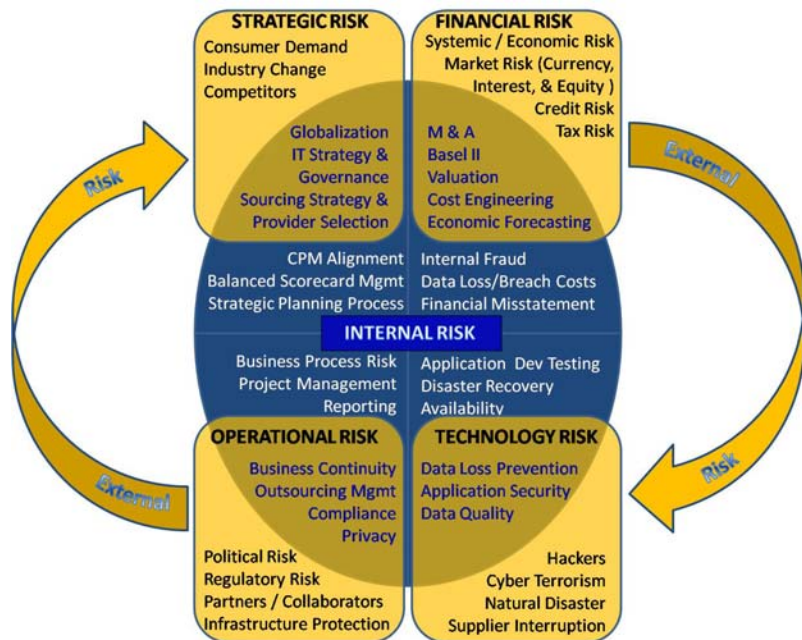 STRATEGIC RISK
Consumer Demand
Industry Change
Competitors
Globalization
IT Strategy &
Governance
Sourcing Strategy &
Provider Selection
FINANCIAL RISK
Systemic / Economic Risk
Market Risk (Currency,
Interest, & Equity )
Credit Risk
Tax Risk
M & A
Basel II
Valuation
Cost Engineering
Economic Forecasting
Risk
External
CPM Alignment
Balanced Scorecard Mgmt
Strategic Planning Process
Internal Fraud
Data Loss/Breach Costs
Financial Misstatement
INTERNAL RISK
Business Process Risk
Project Management
Reporting
Application Dev Testing
Disaster Recovery
Availability
OPERATIONAL RISK
Business Continuity
Outsourcing Mgmt
Compliance
Privacy
Political Risk
Regulatory Risk
Partners / Collaborators
Infrastructure Protection
TECHNOLOGY RISK
Data Loss Prevention
Application Security
Data Quality
Hackers
Cyber Terrorism
Natural Disaster
Supplier Interruption
External
Risk